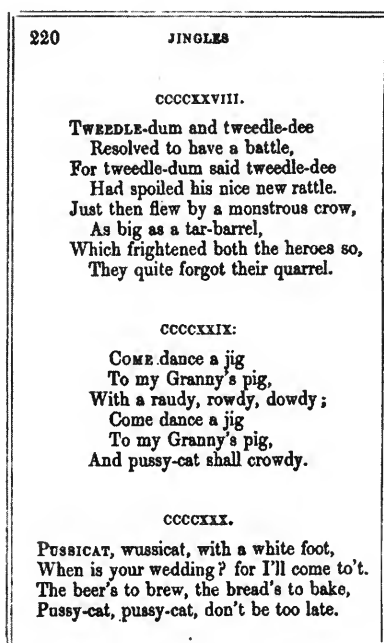 220 JINGLES
CCCCXXVIII.
TWEEDLE-dum and tweedle-dee
Resolved to have a battle,
For tweedle-dum said tweedle-dee
Had spoiled his nice new rattle.
Just then flew by a monstrous crow,
As big as a tar-barrel,
Which frightened both the heroes so,
They quite forgot their quarrel.
CCCCXXIX:
COME dance a jig
To my Granny's pig,
With a raudy, rowdy, dowdy;
Come dance a jig
To my Granny's pig,
And pussy-cat shall crowdy.
CCCCXXX.
PUSSICAT, wussicat, with a white foot,
When is your wedding? for I'll come to't.
The beer's to brew, the bread's to bake,
Pussy-cat, pussy-cat, don't be too late.